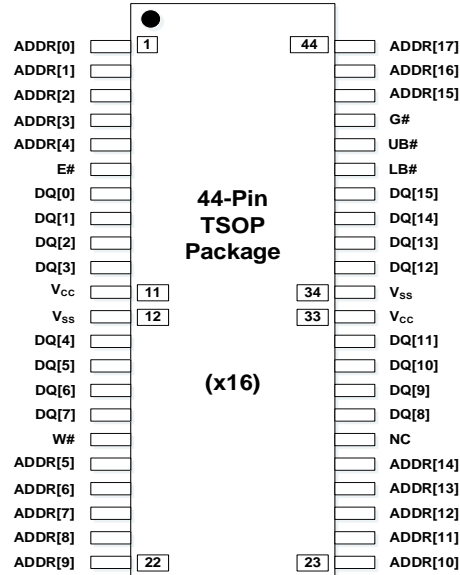 ADDR[0] 1 44 ADDR[17]
ADDR[1] ADDR[16]
ADDR[2] ADDR[15]
ADDR[3] G#
ADDR[4] UB#
E# LB#
DQ[0] DQ[15]
44-Pin
DQ[1] DQ[14]
TSOP
DQ[2] DQ[13]
Package
DQ[3] DQ[12]
VCC 11 34 VSS
VSS 12 33 VCC
DQ[4] DQ[11]
DQ[5] DQ[10]
(x16)
DQ[6] DQ[9]
DQ[7] DQ[8]
W# NC
ADDR[5] ADDR[14]
ADDR[6] ADDR[13]
ADDR[7] ADDR[12]
ADDR[8] ADDR[11]
ADDR[9] 22 23 ADDR[10]